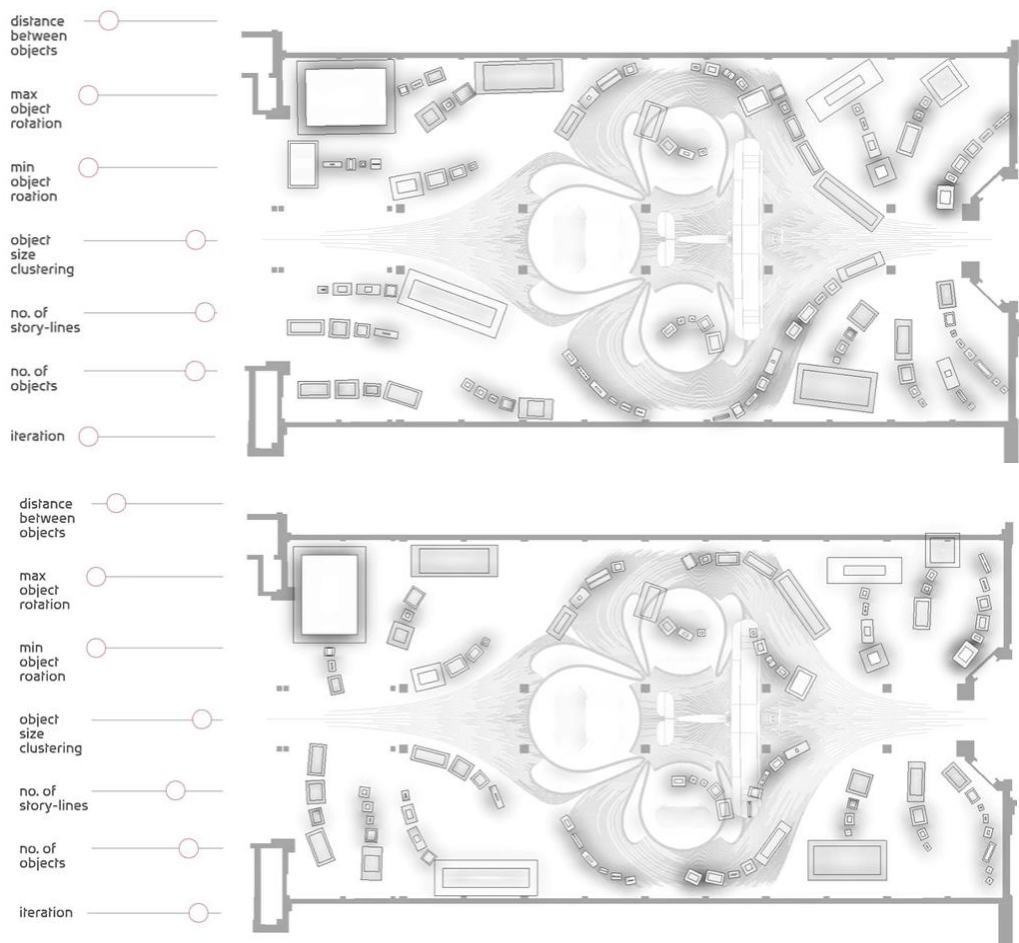 distance
between
objects
max
object
rotation
min
object
roation
object
size
clustering
no. of
story-lines
no. of
objects
iteration
distance
between
objects
max
object
rotation
min
object
roation
object
size
clustering
no. of
story-lines
no. of
objects
iteration